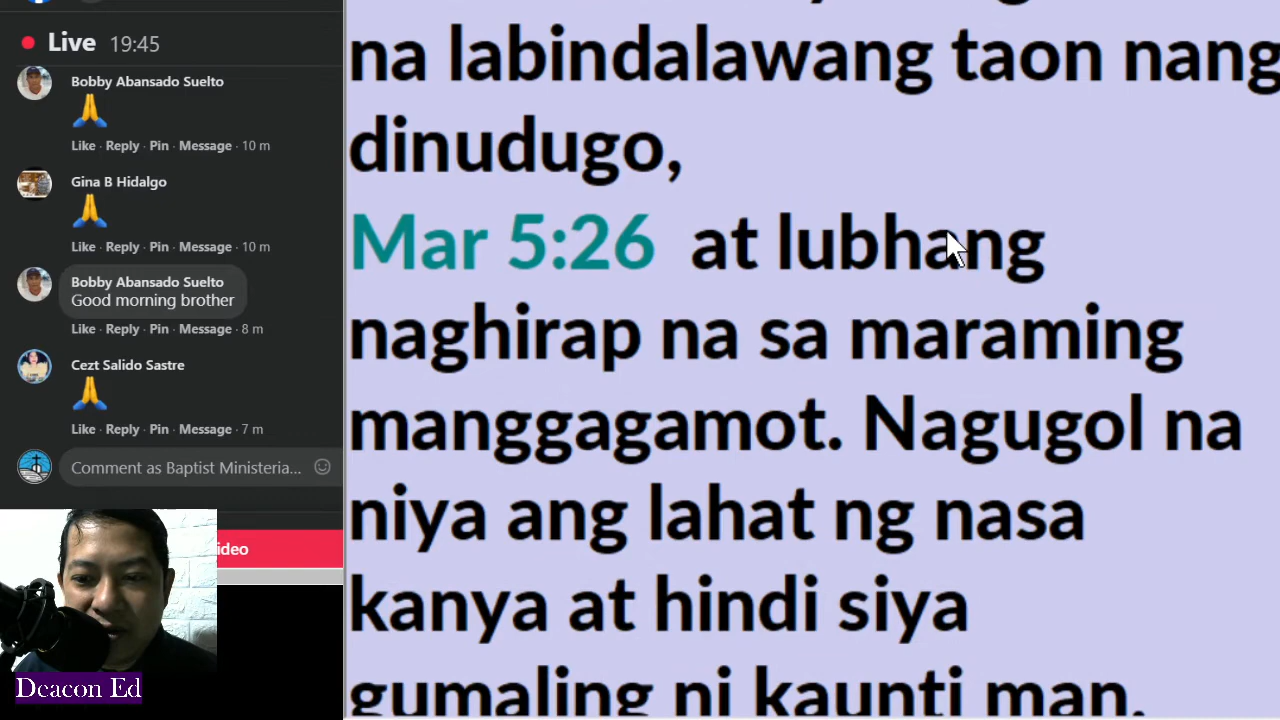 Live 19:45
Bobby Abansado Suelto
🙏
Like · Reply · Pin · Message · 10 m
Gina B Hidalgo
🙏
Like · Reply · Pin · Message · 10 m
Bobby Abansado Suelto
Good morning brother
Like · Reply · Pin · Message · 8 m
Cezt Salido Sastre
🙏
Like · Reply · Pin · Message · 7 m
Comment as Baptist Ministeria...
ideo
Deacon Ed
na labindalawang taon nang
dinudugo,
Mar 5:26 at lubhang
naghirap na sa maraming
manggagamot. Nagugol na
niya ang lahat ng nasa
kanya at hindi siya
gumaling ni kaunti man.